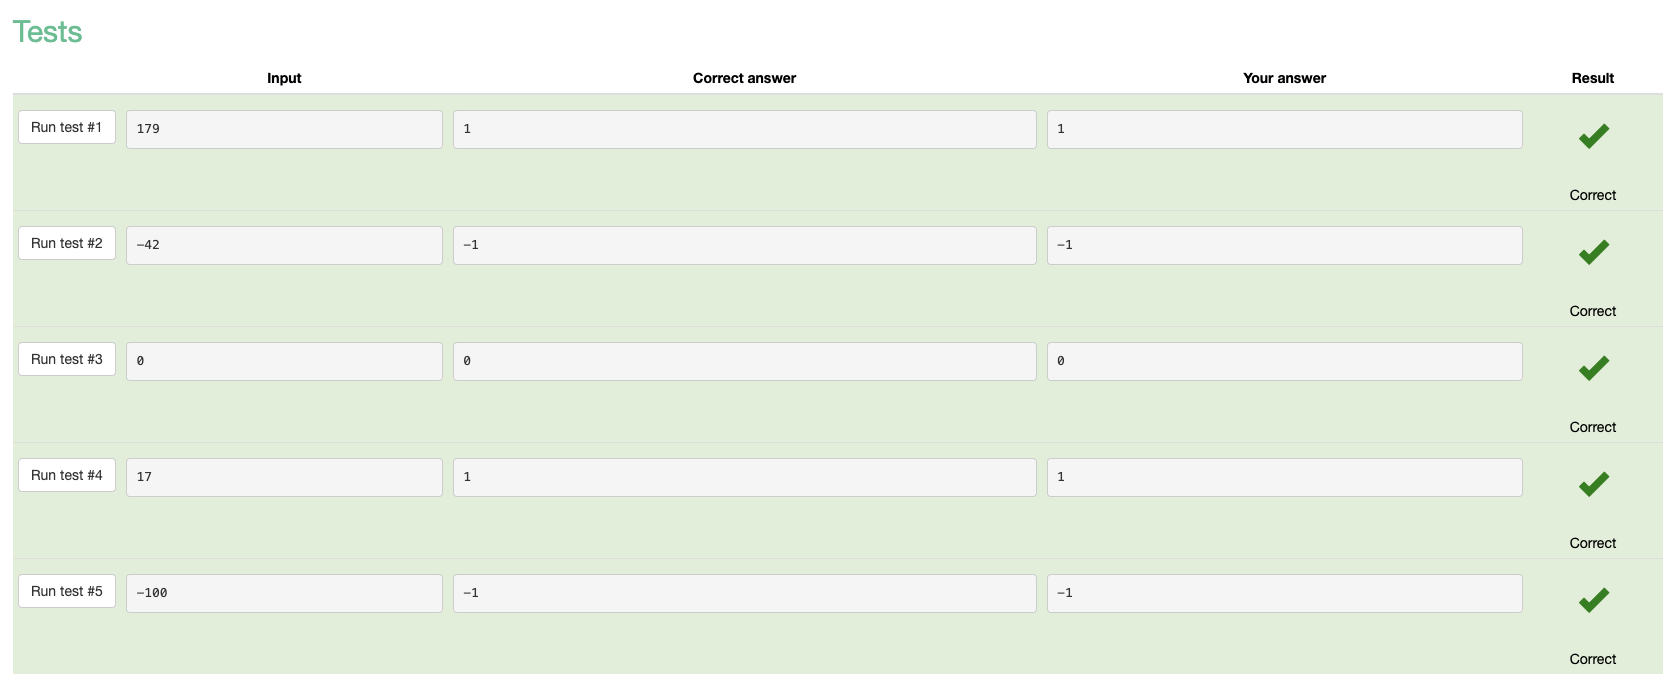 Tests
Input Correct answer Your answer Result
Run test #1 179 1 1
Correct
Run test #2 -42 -1 -1
Correct
Run test #3 0 0 0
Correct
Run test #4 17 1 1
Correct
Run test #5 -100 -1 -1
Correct